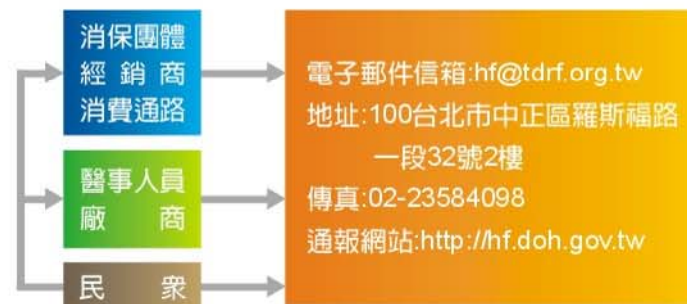 消保團體
經銷商
消費通路
醫事人員
廠商
民眾
電子郵件信箱:hf@tdrf.org.tw
地址:100台北市中正區羅斯福路
一段32號2樓
傳真:02-23584098
通報網站:http://hf.doh.gov.tw